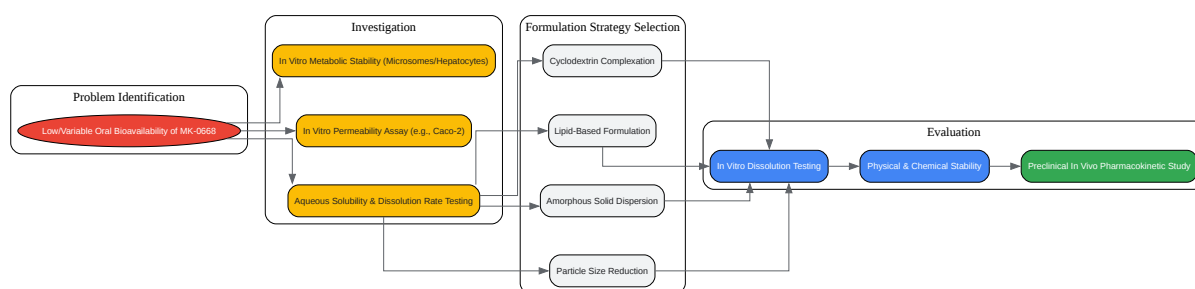 Problem Identification
Low/Variable Oral Bioavailability of MK-0668
Investigation
In Vitro Metabolic Stability (Microsomes/Hepatocytes)
In Vitro Permeability Assay (e.g., Caco-2)
Aqueous Solubility & Dissolution Rate Testing
Formulation Strategy Selection
Cyclodextrin Complexation
Lipid-Based Formulation
Amorphous Solid Dispersion
Particle Size Reduction
Evaluation
In Vitro Dissolution Testing
Physical & Chemical Stability
Preclinical In Vivo Pharmacokinetic Study